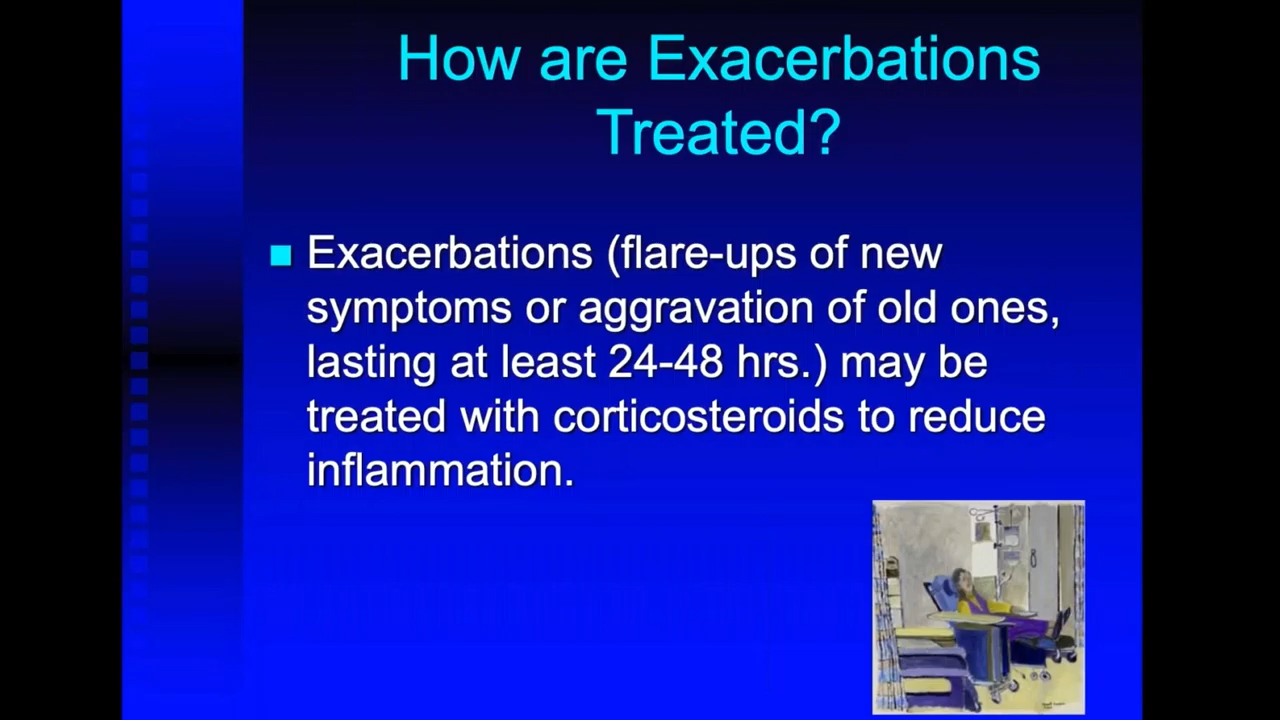 How are Exacerbations
Treated?
Exacerbations (flare-ups of new
symptoms or aggravation of old ones,
lasting at least 24-48 hrs.) may be
treated with corticosteroids to reduce
inflammation.